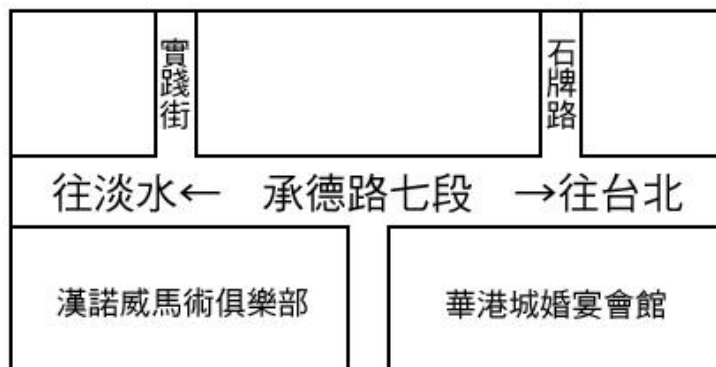 實踐街
石牌路
往淡水← 承德路七段 →往台北
漢諾威馬術俱樂部
華港城婚宴會館